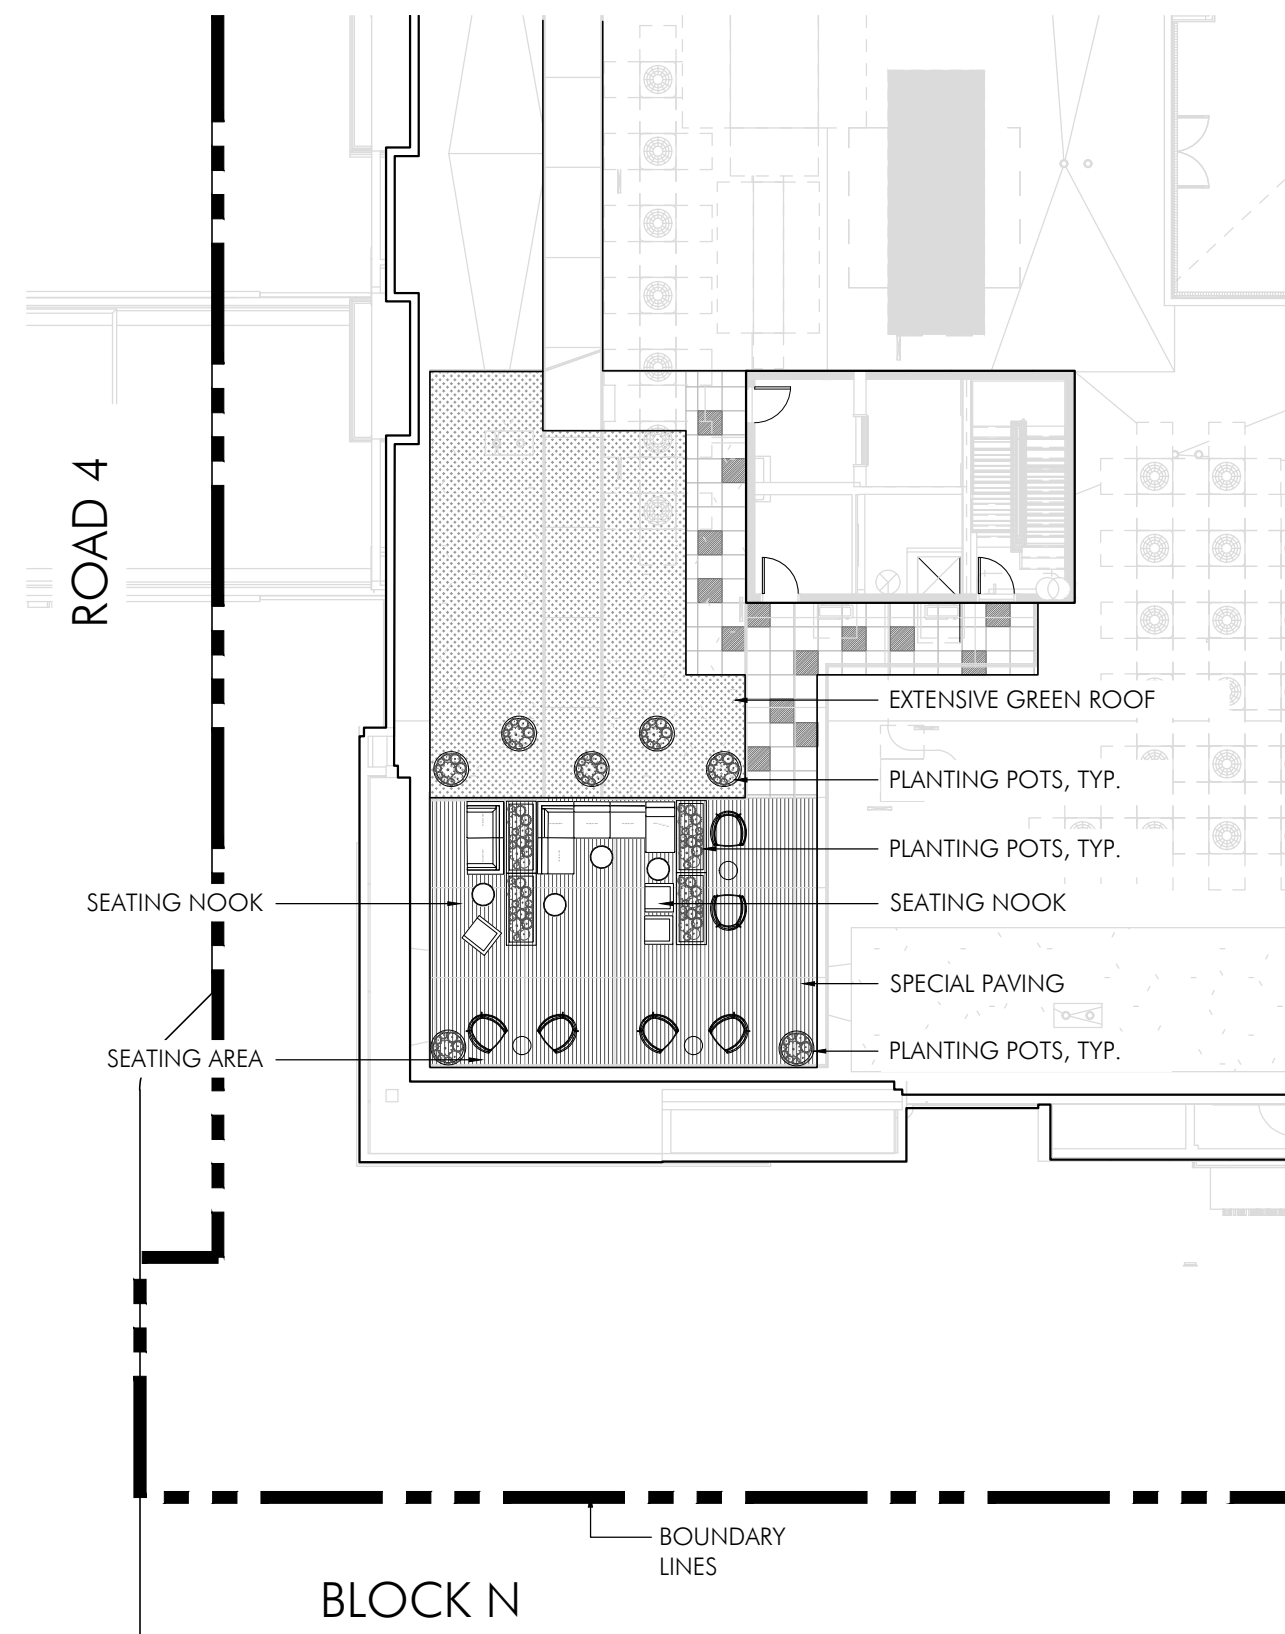 ROAD 4
EXTENSIVE GREEN ROOF
PLANTING POTS, TYP.
PLANTING POTS, TYP.
SEATING NOOK
SEATING NOOK
SPECIAL PAVING
SEATING AREA
PLANTING POTS, TYP.
BOUNDARY
LINES
BLOCK N